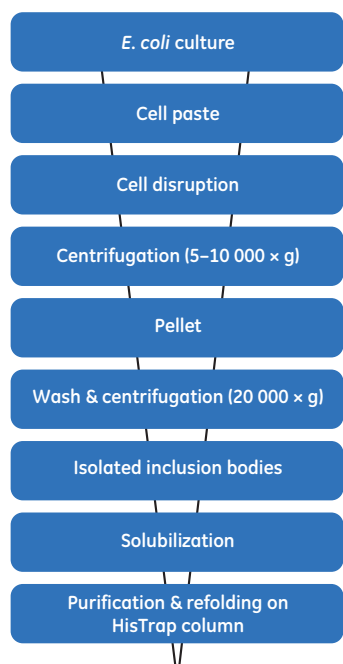 E. coli culture
Cell paste
Cell disruption
Centrifugation (5–10 000 × g)
Pellet
Wash & centrifugation (20 000 × g)
Isolated inclusion bodies
Solubilization
Purification & refolding on
HisTrap column